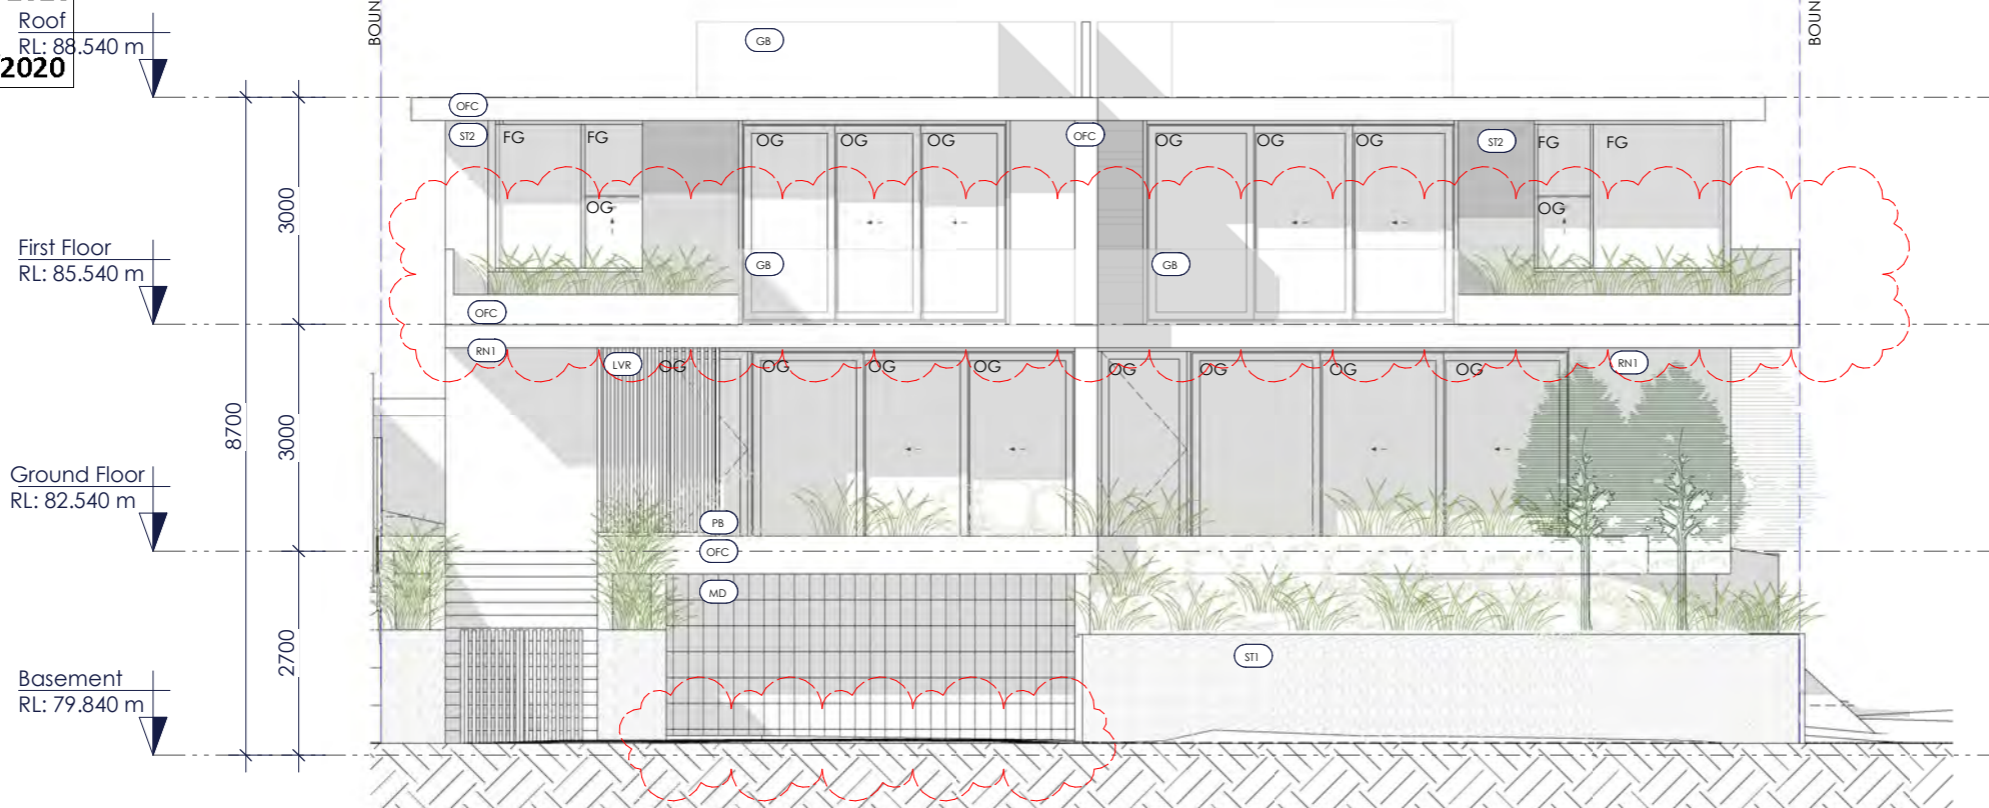 Roof
RL: 88.540 m
2020
BOUN
BOUN
GB
OFC
ST2
FG
FG
OG
OG
OG
OFC
OG
OG
OG
ST2
FG
FG
OG
OG
3000
First Floor
RL: 85.540 m
GB
GB
OFC
RN1
LVR
OG
OG
OG
OG
OG
OG
OG
OG
RN1
8700
3000
Ground Floor
RL: 82.540 m
PB
OFC
MD
2700
ST1
Basement
RL: 79.840 m